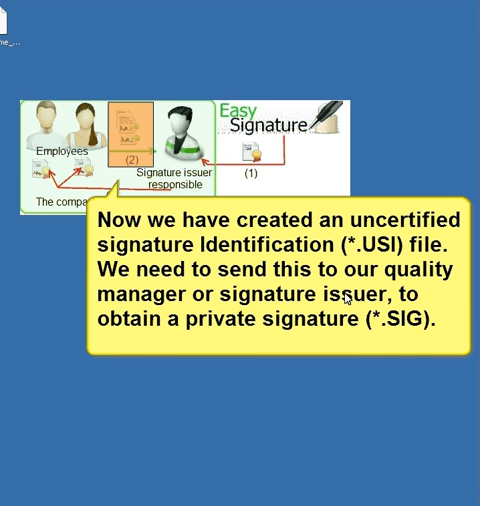 me_...
Easy
Signature
Employees
(2)
Signature issuer
responsible
(1)
The compa
Now we have created an uncertified
signature Identification (*.USI) file.
We need to send this to our quality
manager or signature issuer, to
obtain a private signature (*.SIG).